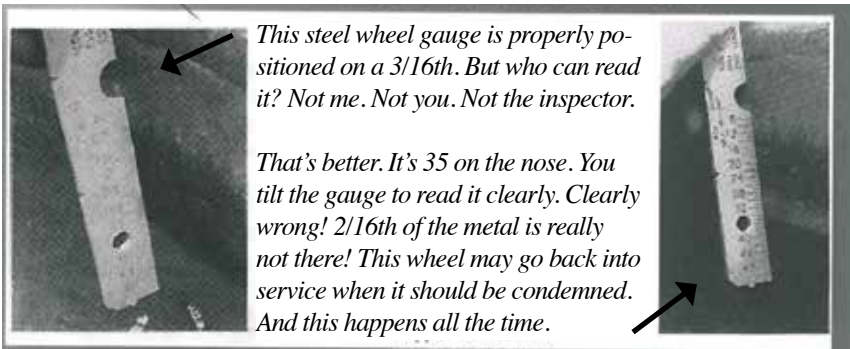 This steel wheel gauge is properly po-
sitioned on a 3/16th. But who can read
it? Not me. Not you. Not the inspector.
That's better. It's 35 on the nose. You
tilt the gauge to read it clearly. Clearly
wrong! 2/16th of the metal is really
not there! This wheel may go back into
service when it should be condemned.
And this happens all the time.